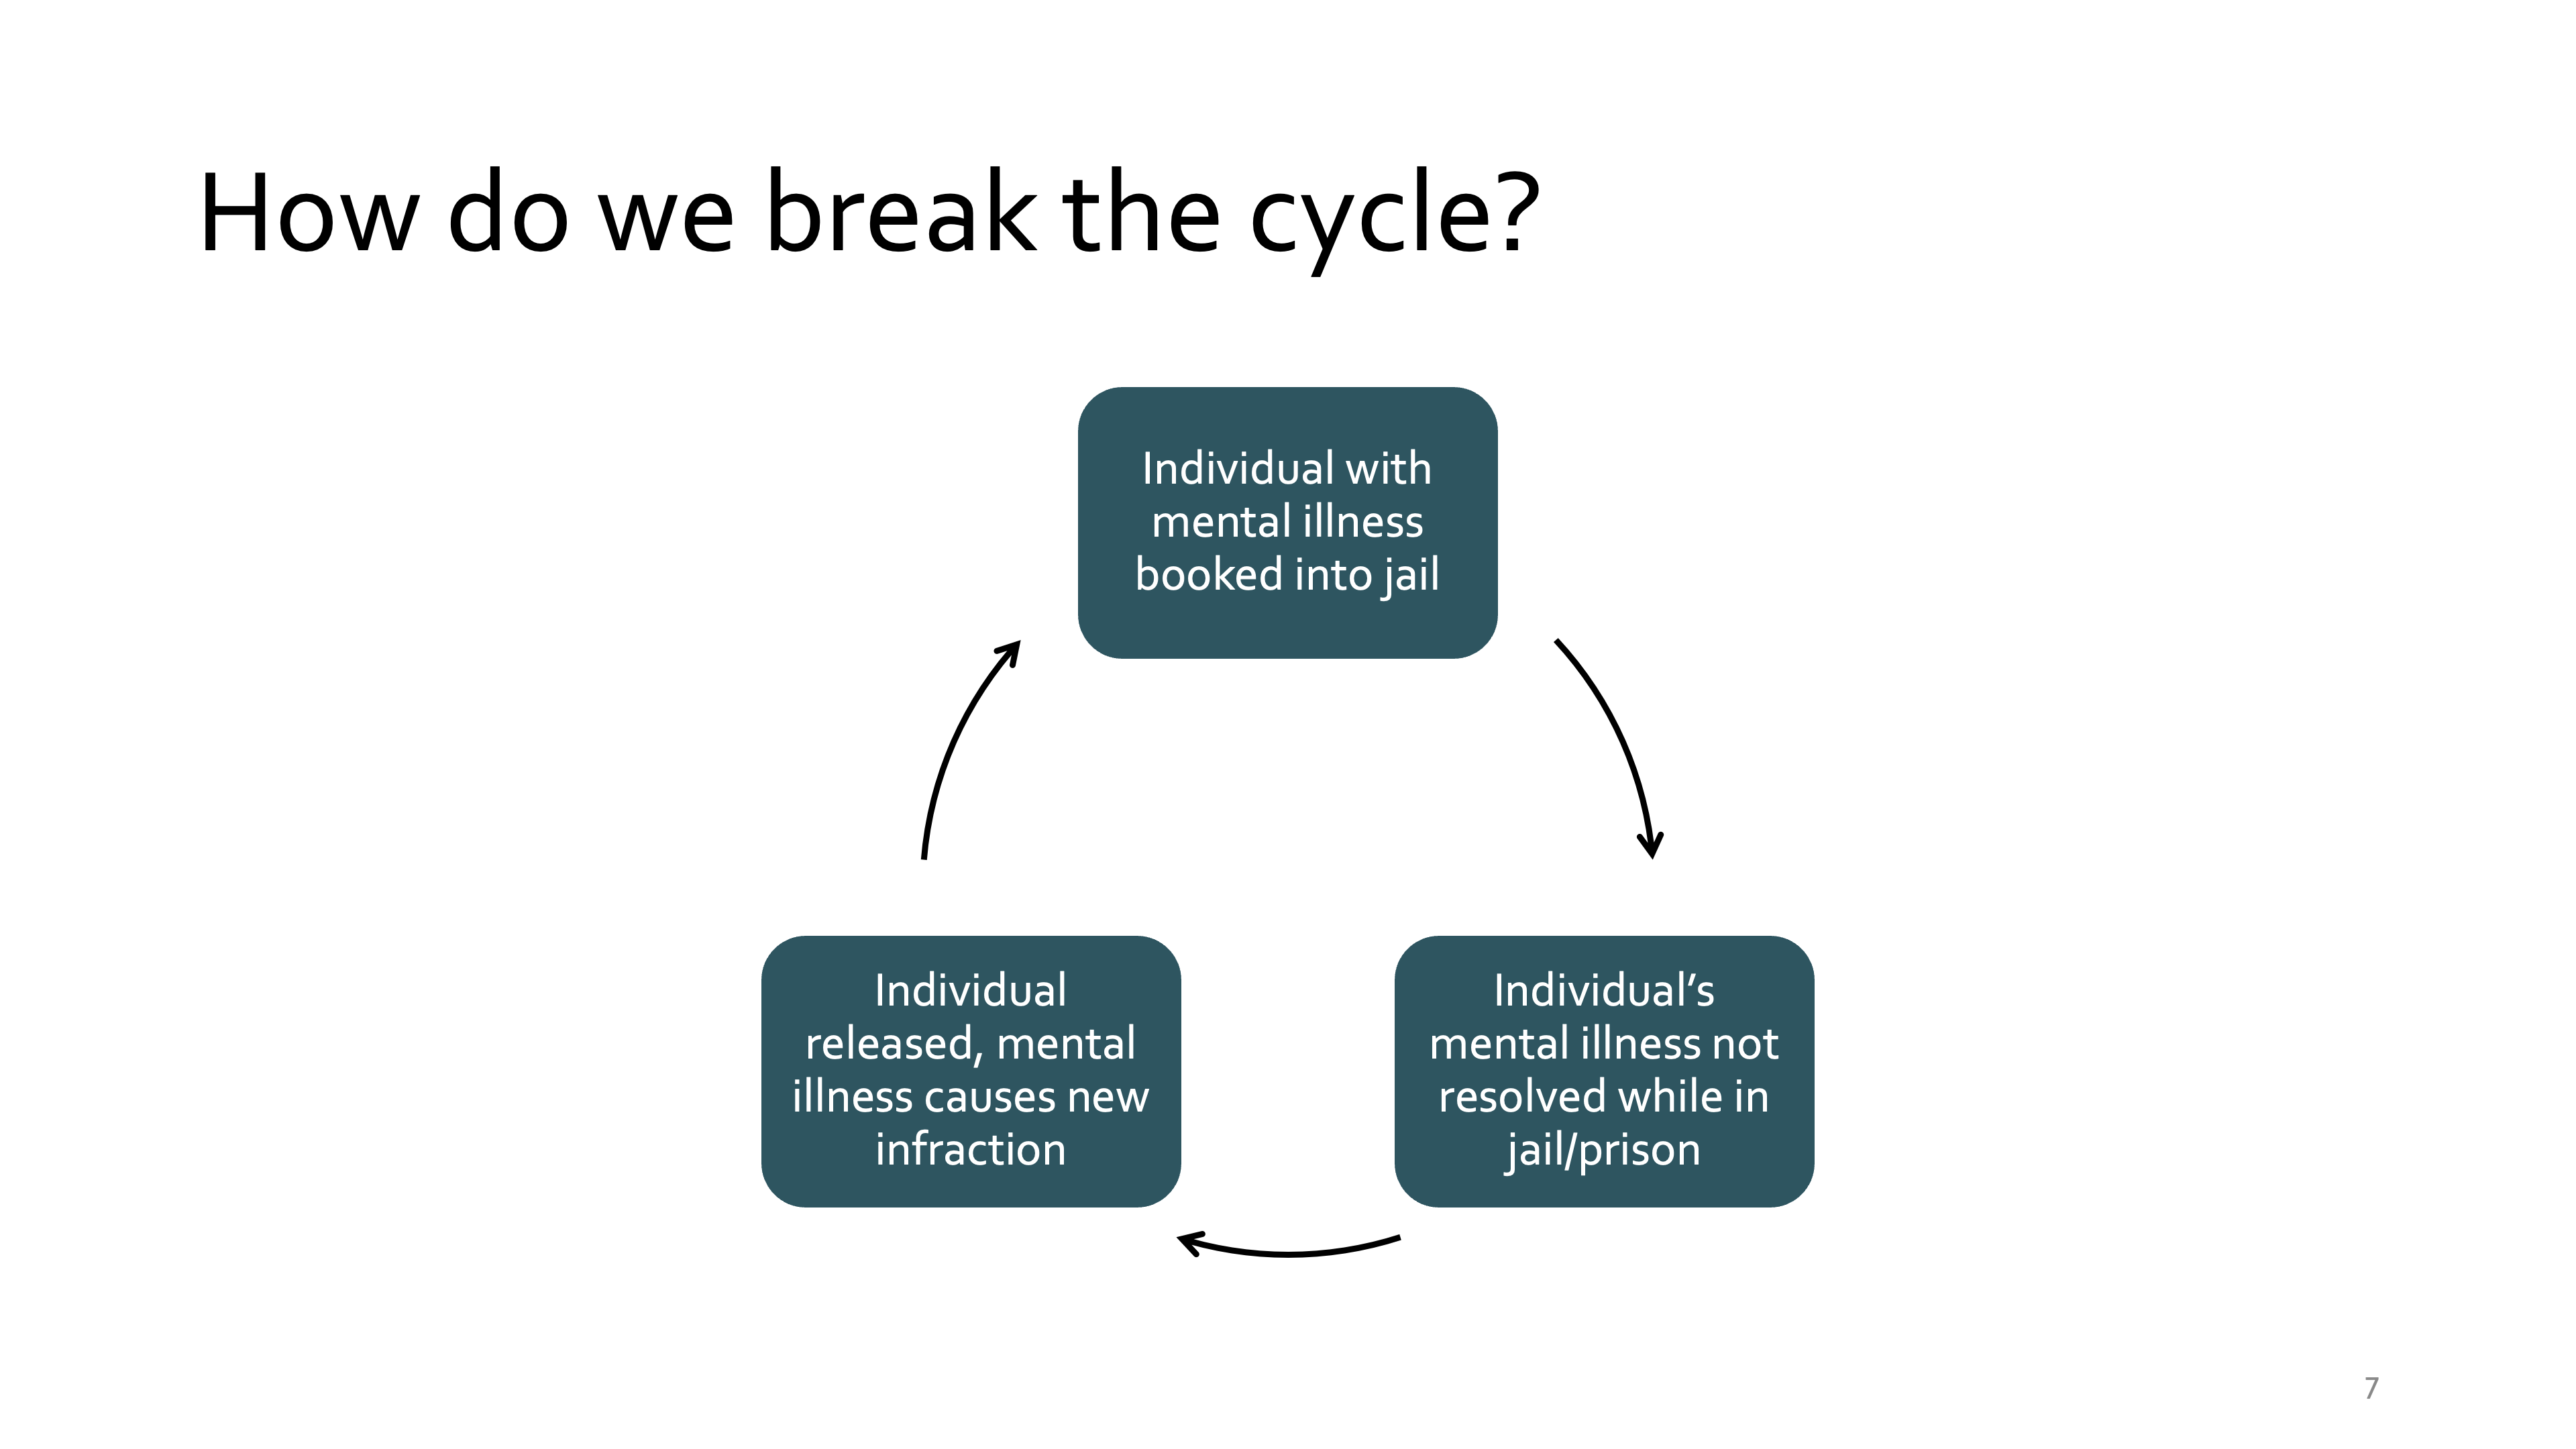 How do we break the cycle?
Individual with
mental illness
booked into jail
Individual's
mental illness not
resolved while in
jail/prison
Individual
released, mental
illness causes new
infraction
7